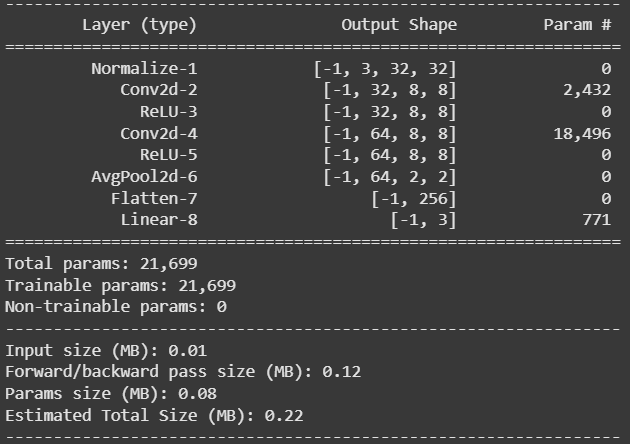 ----------------------------------------------------------------
        Layer (type)               Output Shape         Param #
================================================================
         Normalize-1            [-1, 3, 32, 32]               0
            Conv2d-2             [-1, 32, 8, 8]           2,432
              ReLU-3             [-1, 32, 8, 8]               0
            Conv2d-4             [-1, 64, 8, 8]          18,496
              ReLU-5             [-1, 64, 8, 8]               0
         AvgPool2d-6             [-1, 64, 2, 2]               0
           Flatten-7                  [-1, 256]               0
            Linear-8                    [-1, 3]             771
================================================================
Total params: 21,699
Trainable params: 21,699
Non-trainable params: 0
----------------------------------------------------------------
Input size (MB): 0.01
Forward/backward pass size (MB): 0.12
Params size (MB): 0.08
Estimated Total Size (MB): 0.22
----------------------------------------------------------------